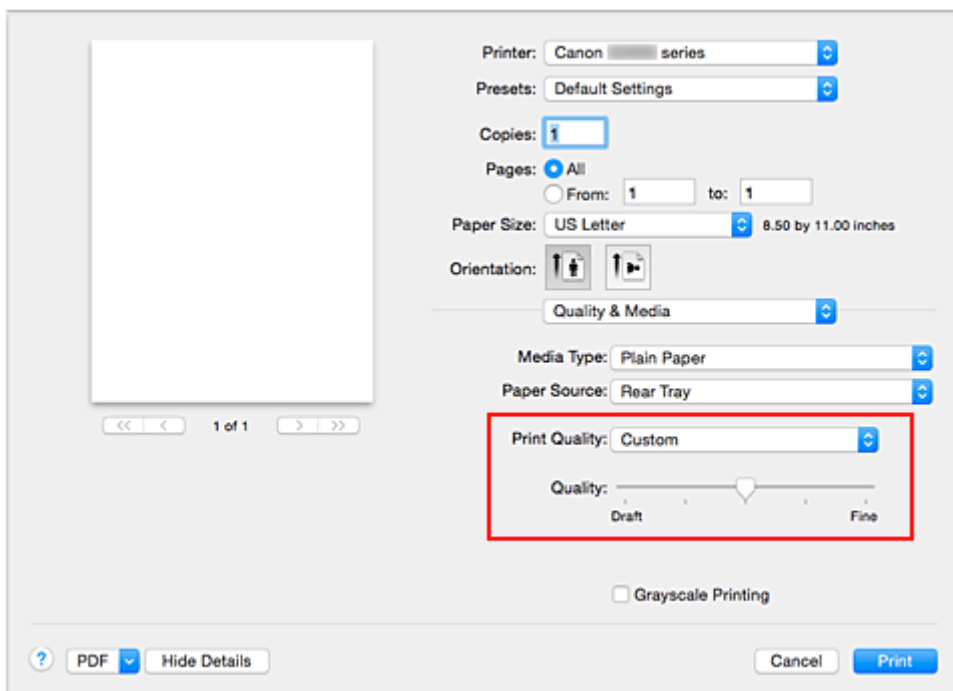 Printer: Canon series
Presets: Default Settings
Copies: 1
Pages: All
From: 1 to: 1
Paper Size: US Letter 8.50 by 11.00 inches
Orientation:
Quality & Media
Media Type: Plain Paper
Paper Source: Rear Tray
<< < 1 of 1 > >>
Print Quality: Custom
Quality:
Draft Fine
Grayscale Printing
? PDF Hide Details Cancel Print